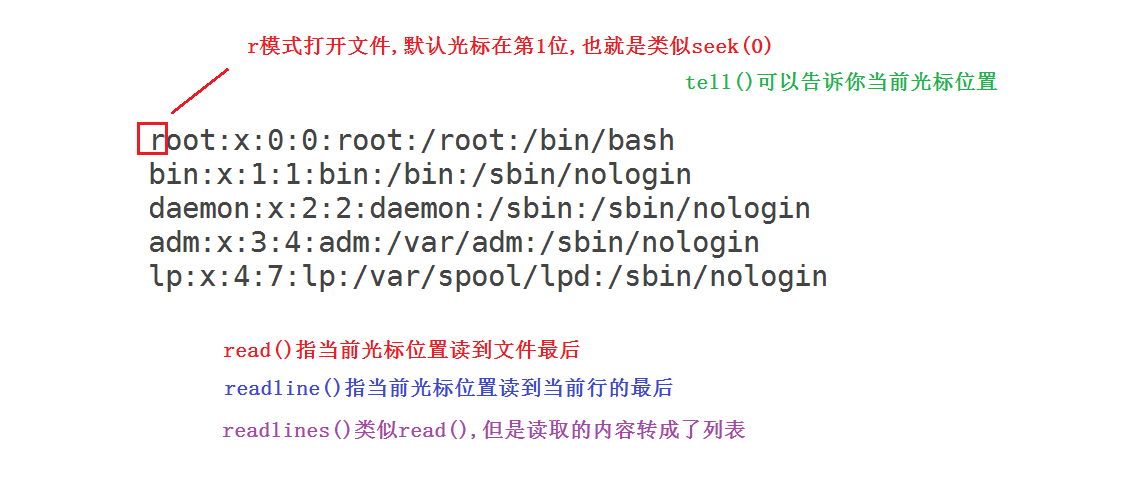 r模式打开文件,默认光标在第1位,也就是类似seek(0)
tell()可以告诉你当前光标位置
root:x:0:0:root:/root:/bin/bash
bin:x:1:1:bin:/bin:/sbin/nologin
daemon:x:2:2:daemon:/sbin:/sbin/nologin
adm:x:3:4:adm:/var/adm:/sbin/nologin
lp:x:4:7:lp:/var/spool/lpd:/sbin/nologin
read()指当前光标位置读到文件最后
readline()指当前光标位置读到当前行的最后
readlines()类似read(),但是读取的内容转成了列表